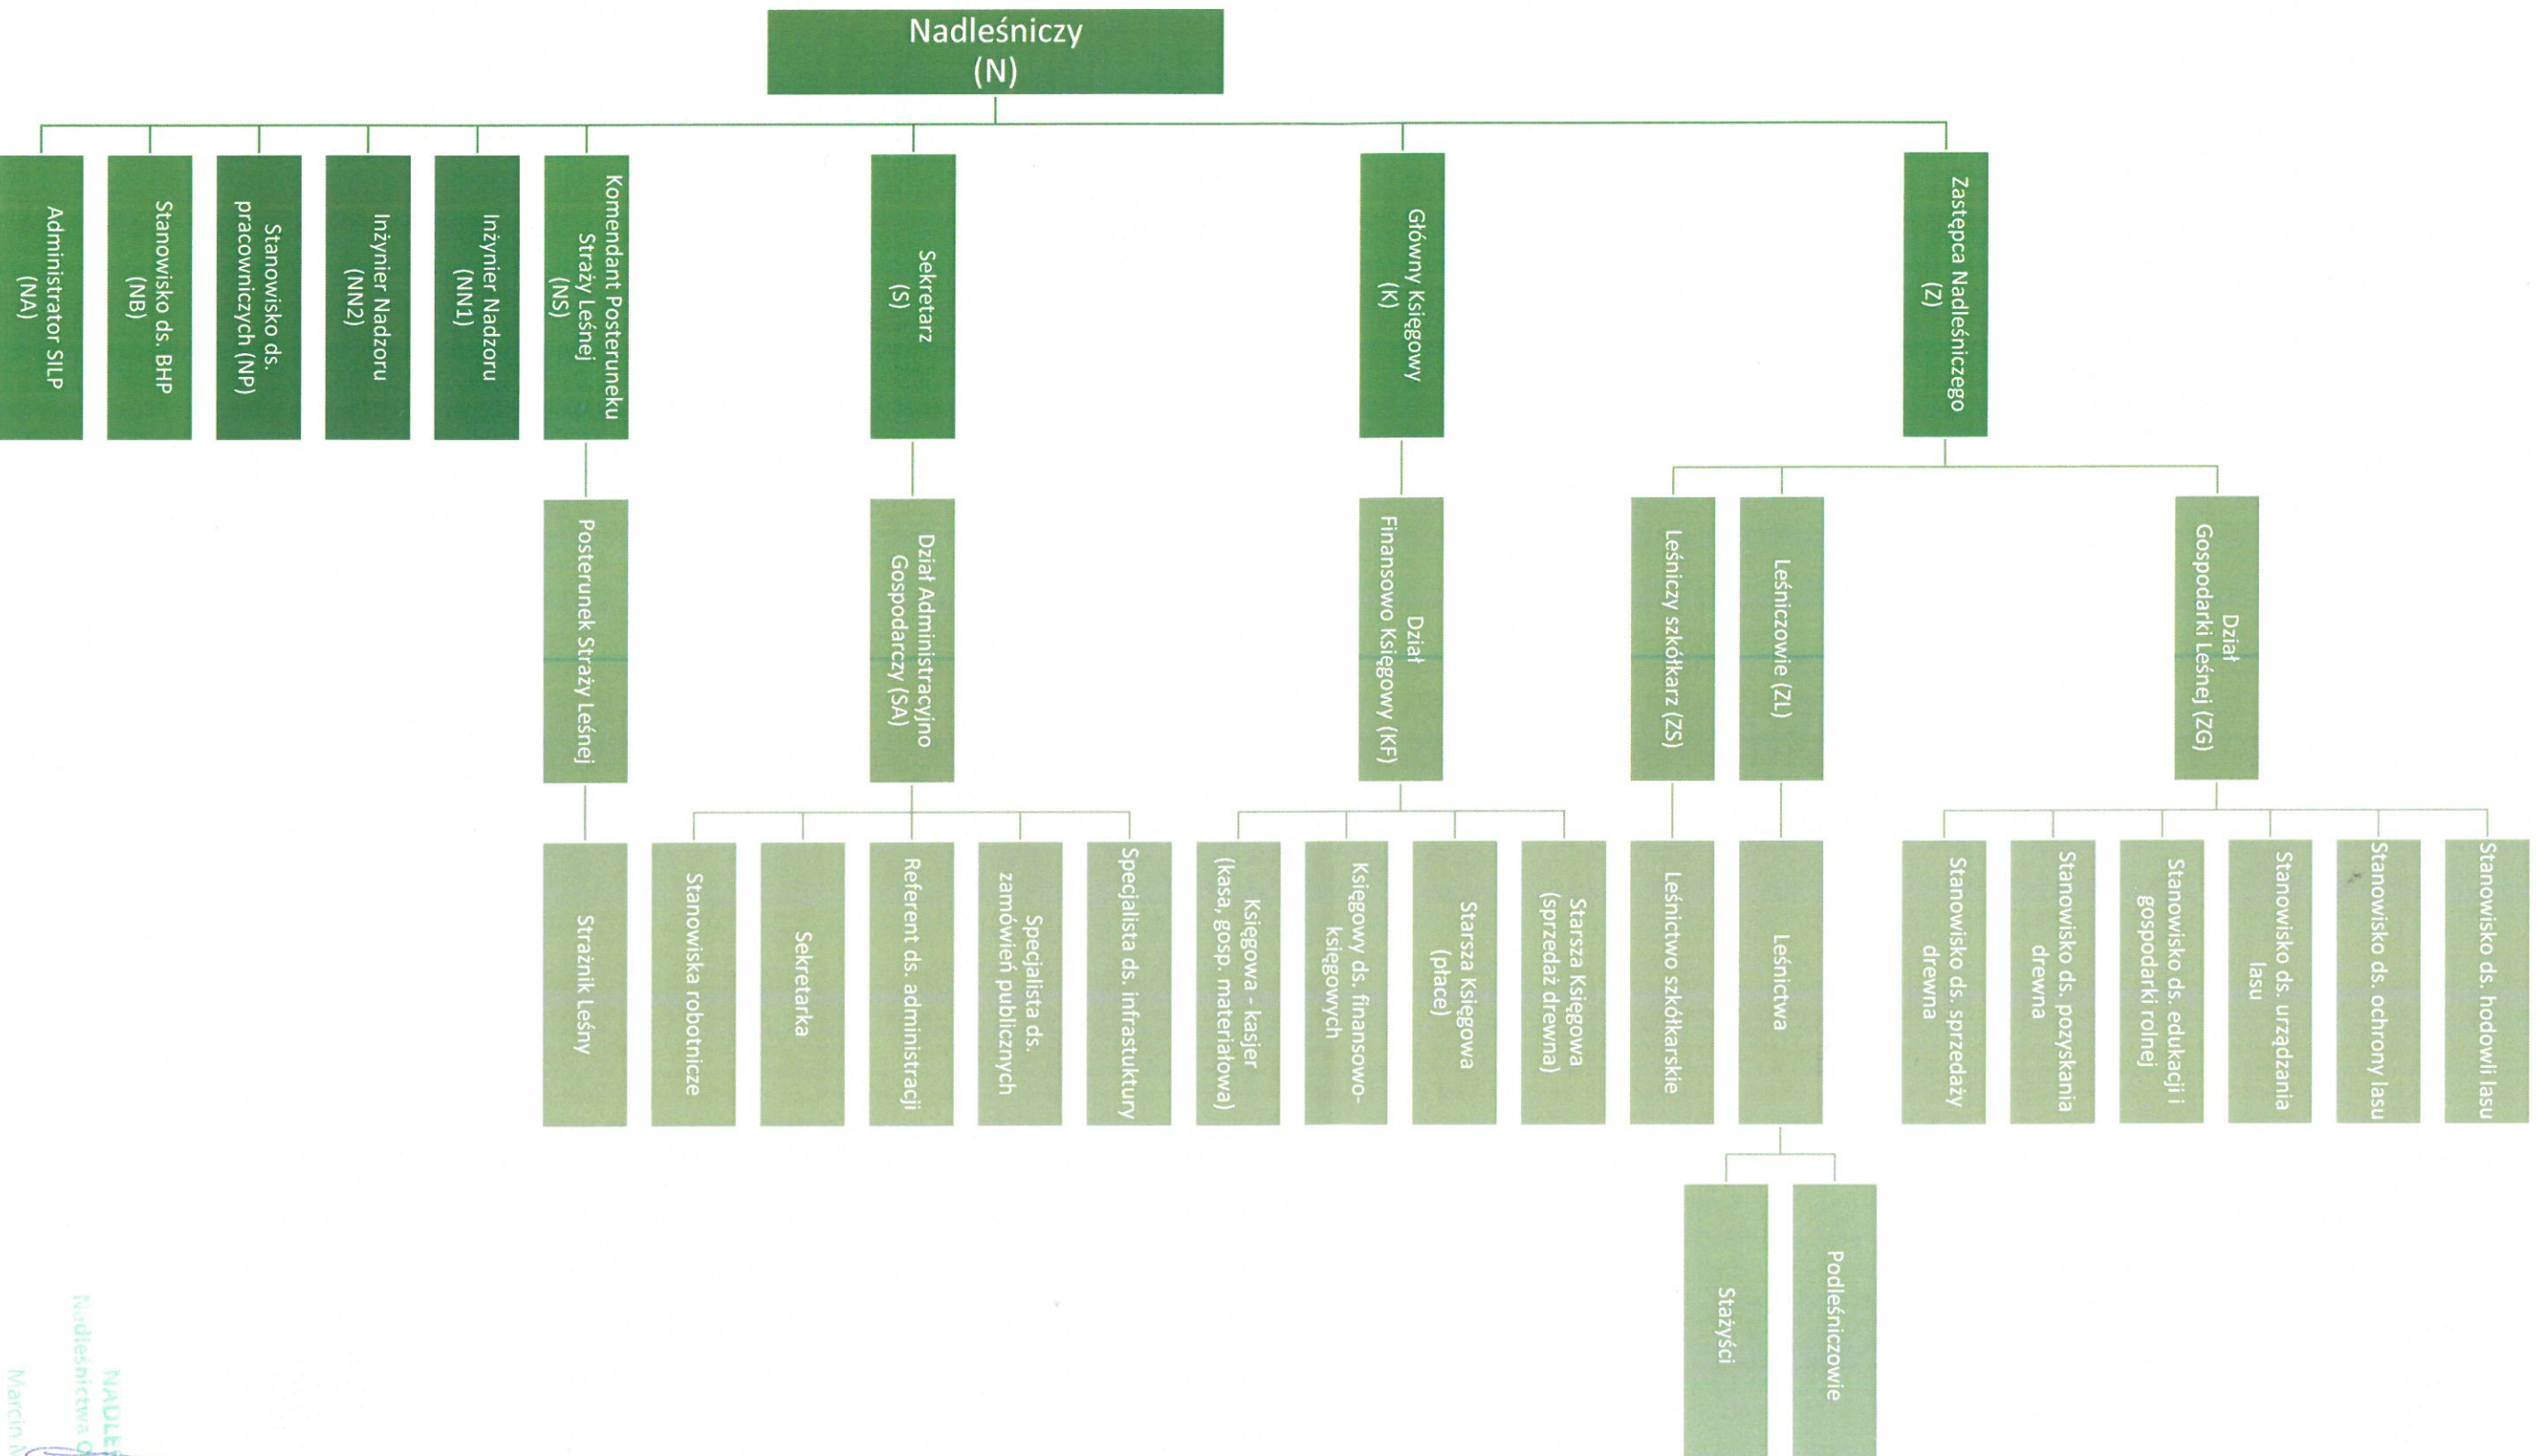 Nadleśniczy
(N)
Zastępca Nadleśniczego
(Z)
Główny Księgowy
(K)
Sekretarz
(S)
Komendant Posteruneku
Straży Leśnej
(NS)
Inżynier Nadzoru
(NN1)
Inżynier Nadzoru
(NN2)
Stanowisko ds.
pracowniczych (NP)
Stanowisko ds. BHP
(NB)
Administrator SILP
(NA)
Dział
Gospodarki Leśnej (ZG)
Leśniczowie (ZL)
Leśniczy szkółkarz (ZS)
Dział
Finansowo Księgowy (KF)
Dział Administracyjno
Gospodarczy (SA)
Posterunek Straży Leśnej
Stanowisko ds. hodowli lasu
Stanowisko ds. ochrony lasu
Stanowisko ds. urządzania
lasu
Stanowisko ds. edukacji i
gospodarki rolnej
Stanowisko ds. pozyskania
drewna
Stanowisko ds. sprzedaży
drewna
Leśnictwa
Leśnictwo szkółkarskie
Starsza Księgowa
(sprzedaż drewna)
Starsza Księgowa
(płace)
Księgowy ds. finansowo-
księgowych
Księgowa - kasjer
(kasa, gosp. materiałowa)
Specjalista ds. infrastuktury
Specjalista ds.
zamówień publicznych
Referent ds. administracji
Sekretarka
Stanowiska robotnicze
Strażnik Leśny
Podleśniczowie
Stażyści
Nadleśnictwa
Marcin